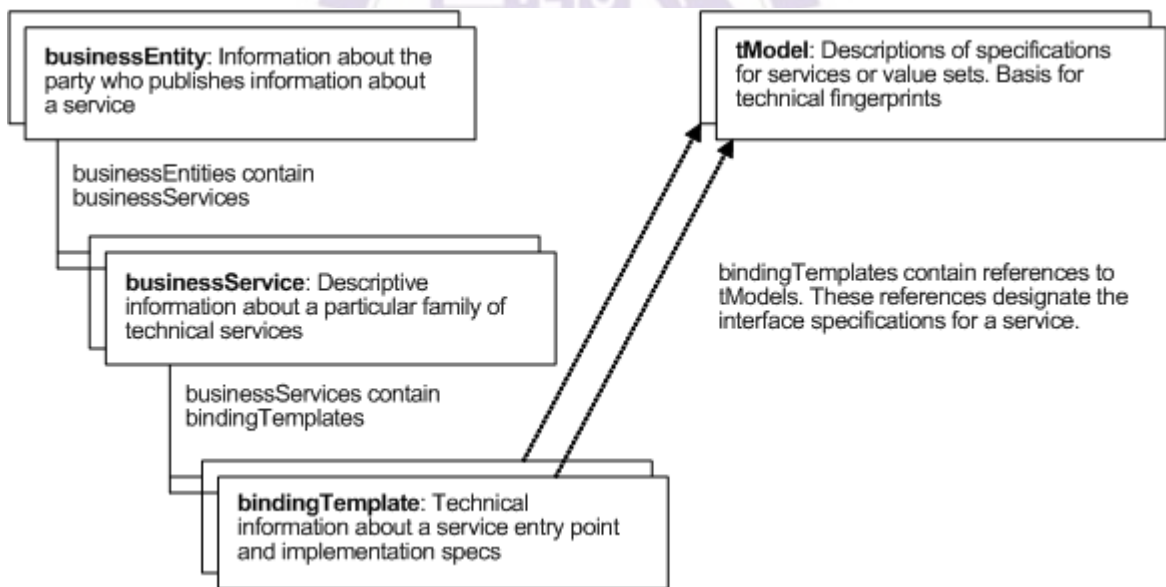 businessEntity: Information about the
party who publishes information about
a service
tModel: Descriptions of specifications
for services or value sets. Basis for
technical fingerprints
businessEntities contain
businessServices
businessService: Descriptive
information about a particular family of
technical services
bindingTemplates contain references to
tModels. These references designate the
interface specifications for a service.
businessServices contain
bindingTemplates
bindingTemplate: Technical
information about a service entry point
and implementation specs